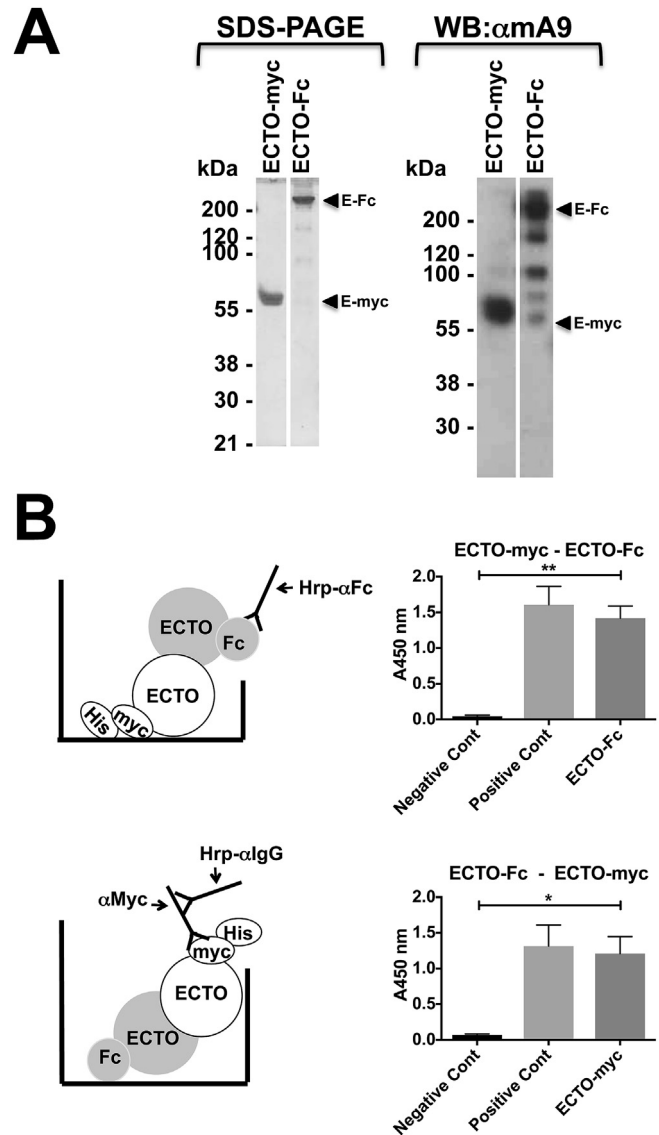 A
SDS-PAGE
WB:αmA9
ECTO-myc
ECTO-Fc
ECTO-myc
ECTO-Fc
kDa
200 -
120 -
100 -
55 -
38 -
30 -
21 -
E-Fc
E-myc
kDa
200 -
120 -
100 -
55 -
38 -
30 -
E-Fc
E-myc
B
ECTO
Fc
Hrp-αFc
ECTO
His
myc
ECTO-myc - ECTO-Fc
**
A450 nm
2.0
1.5
1.0
0.5
0.0
Negative Cont
Positive Cont
ECTO-Fc
Hrp-αIgG
αMyc
His
myc
ECTO
ECTO
Fc
ECTO-Fc - ECTO-myc
*
A450 nm
2.0
1.5
1.0
0.5
0.0
Negative Cont
Positive Cont
ECTO-myc